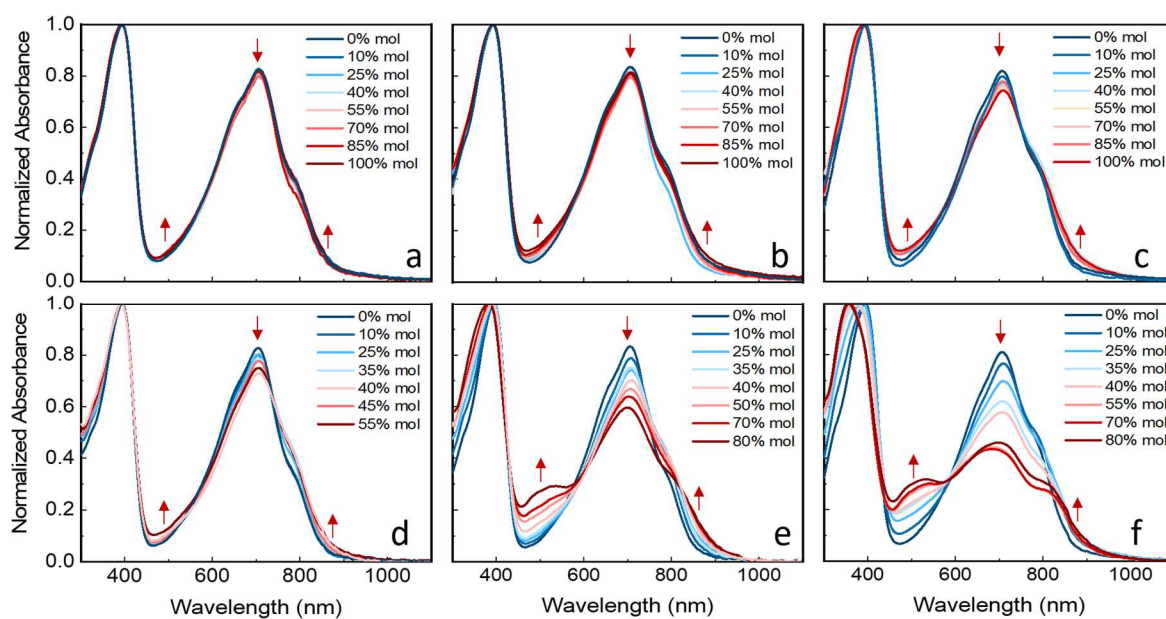 Normalized Absorbance
1.0
0.8
0.6
0.4
0.2
0.0
0% mol
10% mol
25% mol
40% mol
55% mol
70% mol
85% mol
100% mol
a
0% mol
10% mol
25% mol
40% mol
55% mol
70% mol
85% mol
100% mol
b
0% mol
10% mol
25% mol
40% mol
55% mol
70% mol
85% mol
100% mol
c
Normalized Absorbance
1.0
0.8
0.6
0.4
0.2
0.0
0% mol
10% mol
25% mol
35% mol
40% mol
45% mol
55% mol
d
0% mol
10% mol
25% mol
35% mol
40% mol
50% mol
70% mol
80% mol
e
0% mol
10% mol
25% mol
35% mol
40% mol
55% mol
70% mol
80% mol
f
400 600 800 1000
400 600 800 1000
400 600 800 1000
Wavelength (nm)
Wavelength (nm)
Wavelength (nm)